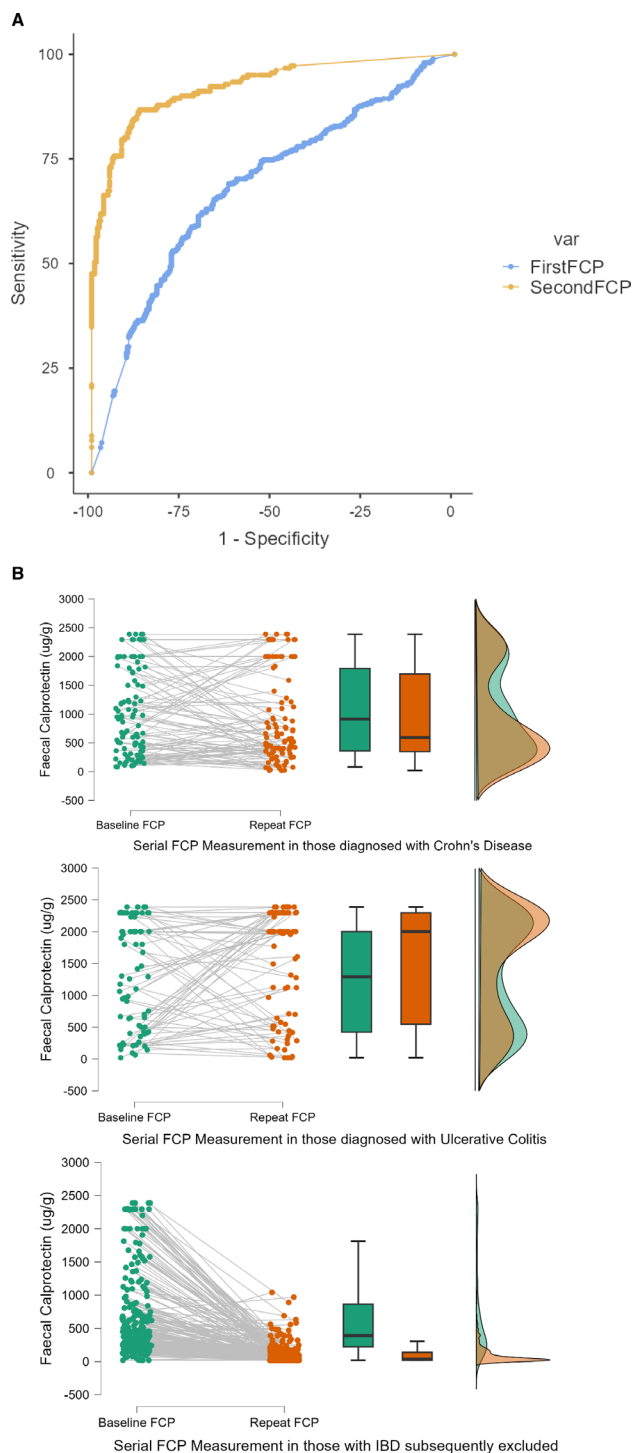 A
100
75
50
25
0
Sensitivity
-100 -75 -50 -25 0
1 - Specificity
var
FirstFCP
SecondFCP
B
3000
2500
2000
1500
1000
500
0
-500
Faecal Calprotectin (ug/g)
Baseline FCP Repeat FCP
Serial FCP Measurement in those diagnosed with Crohn's Disease
3000
2500
2000
1500
1000
500
0
-500
Faecal Calprotectin (ug/g)
Baseline FCP Repeat FCP
Serial FCP Measurement in those diagnosed with Ulcerative Colitis
3000
2500
2000
1500
1000
500
0
-500
Faecal Calprotectin (ug/g)
Baseline FCP Repeat FCP
Serial FCP Measurement in those with IBD subsequently excluded